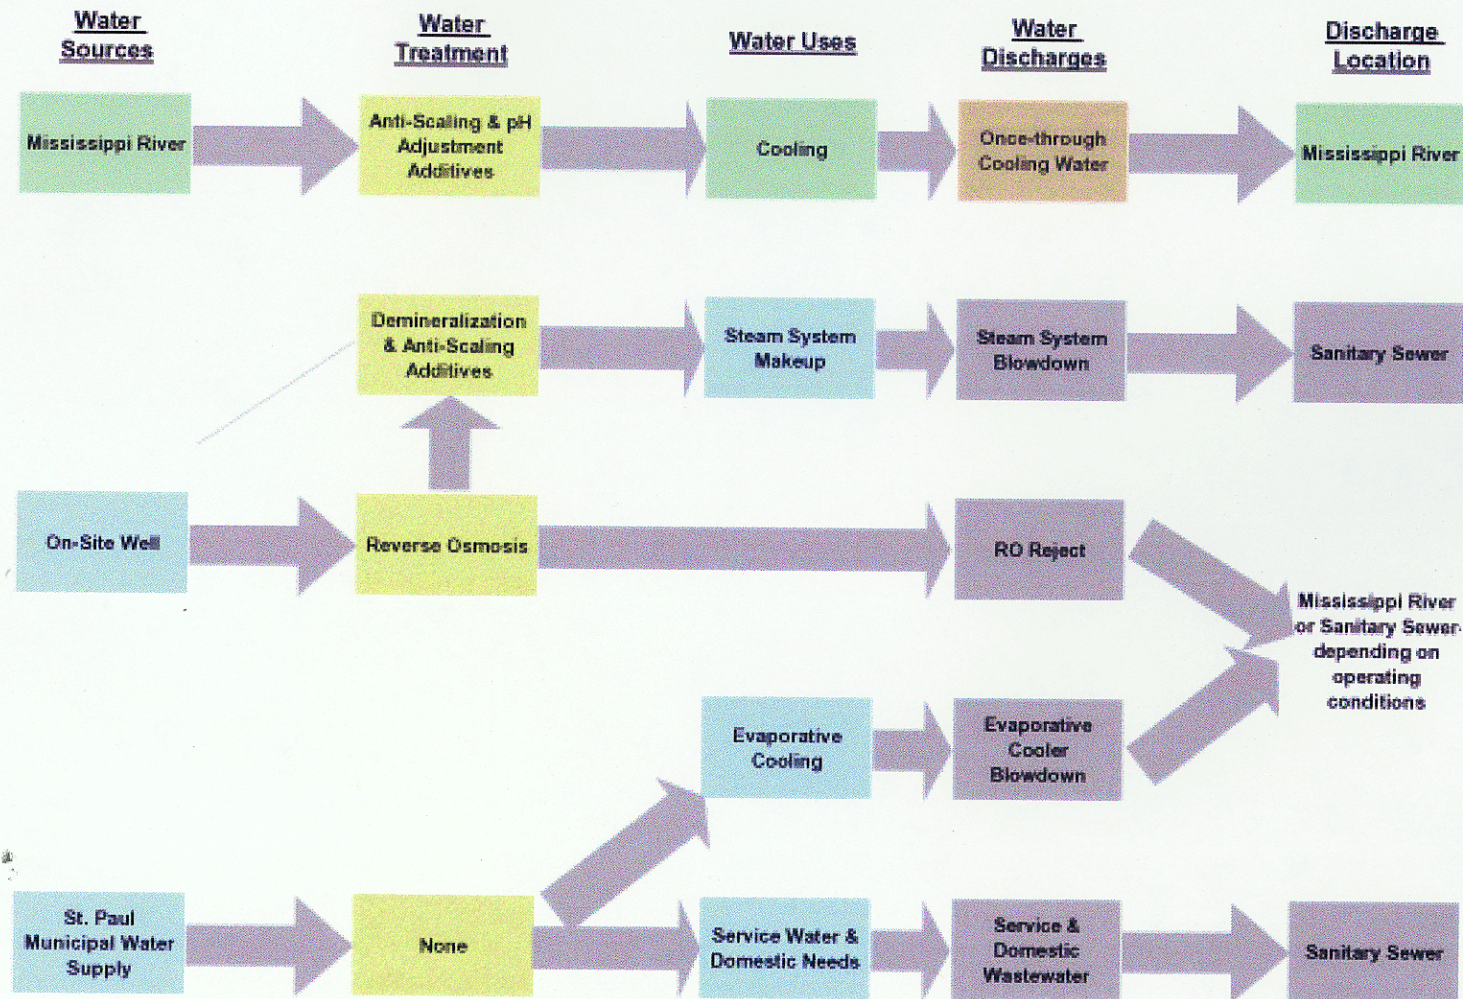 Water
Sources
Water
Treatment
Water Uses
Water
Discharges
Discharge
Location
Mississippi River
Anti-Scaling & pH
Adjustment
Additives
Cooling
Once-through
Cooling Water
Mississippi River
Demineralization
& Anti-Scaling
Additives
Steam System
Makeup
Steam System
Blowdown
Sanitary Sewer
On-Site Well
Reverse Osmosis
RO Reject
Mississippi River
or Sanitary Sewer-
depending on
operating
conditions
Evaporative
Cooling
Evaporative
Cooler
Blowdown
St. Paul
Municipal Water
Supply
None
Service Water &
Domestic Needs
Service &
Domestic
Wastewater
Sanitary Sewer